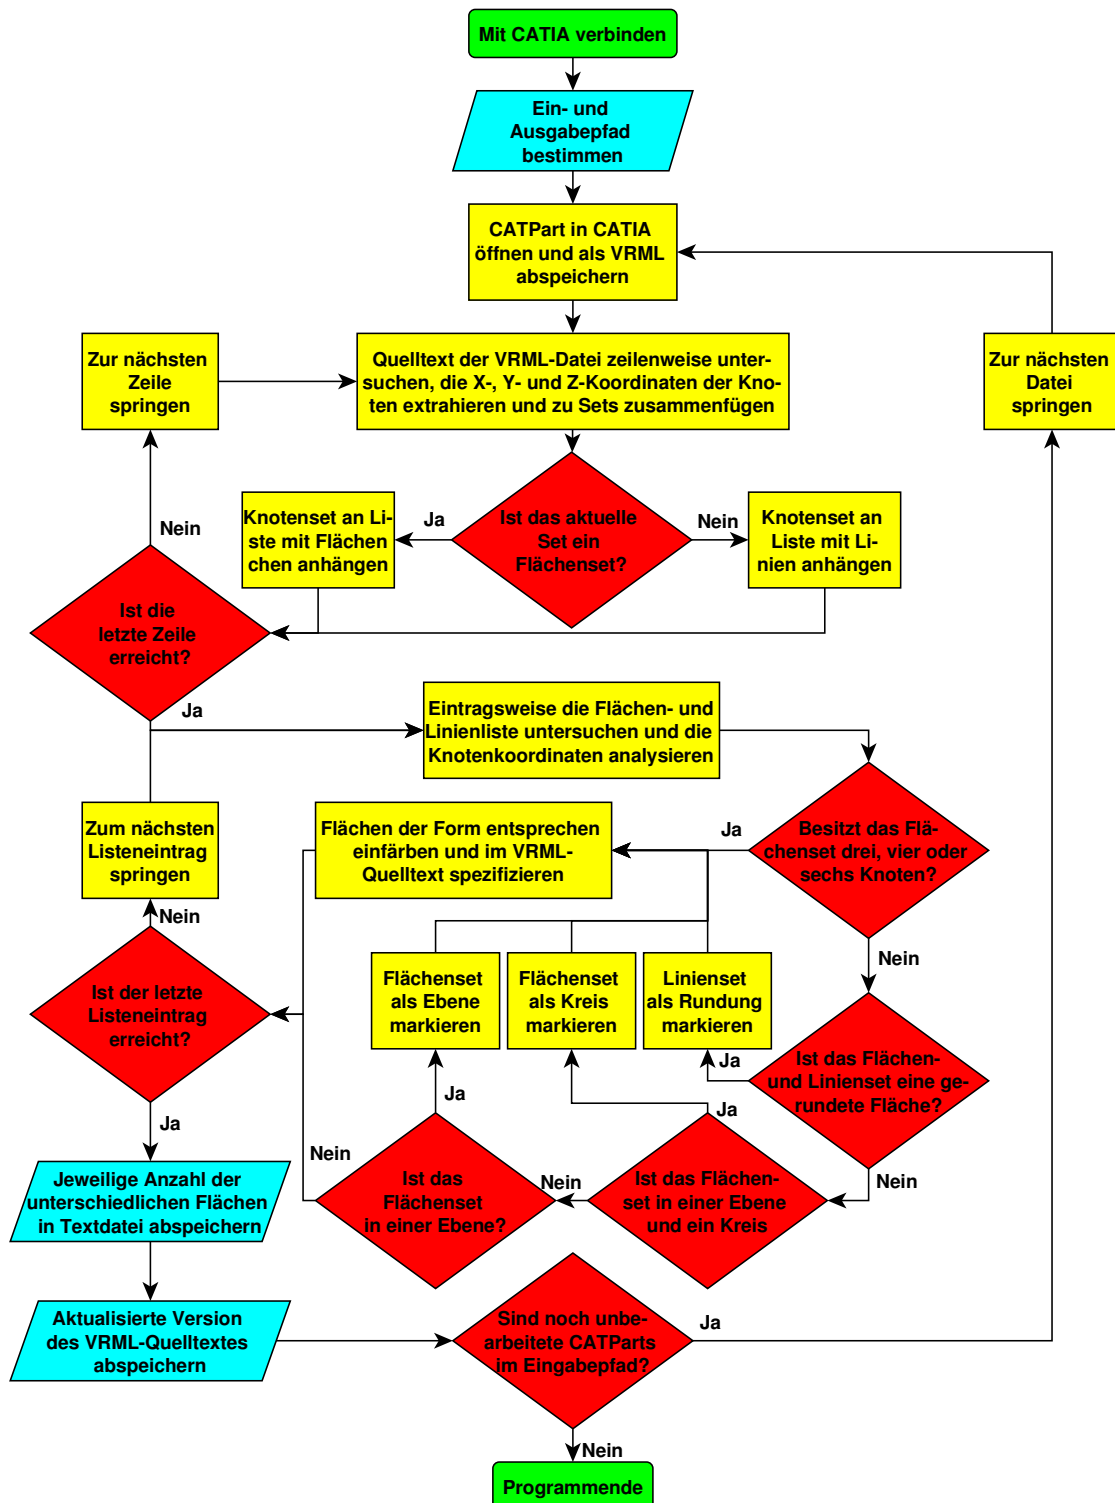 Mit CATIA verbinden
Ein- und
Ausgabepfad
bestimmen
CATPart in CATIA
öffnen und als VRML
abspeichern
Zur nächsten
Zeile
springen
Quelltext der VRML-Datei zeilenweise unter-
suchen, die X-, Y- und Z-Koordinaten der Kno-
ten extrahieren und zu Sets zusammenfügen
Zur nächsten
Datei
springen
Nein
Knotenset an Li-
ste mit Flächen
chen anhängen
Ja
Ist das aktuelle
Set ein
Flächenset?
Nein
Knotenset an
Liste mit Li-
nien anhängen
Ist die
letzte Zeile
erreicht?
Ja
Eintragsweise die Flächen- und
Linienliste untersuchen und die
Knotenkoordinaten analysieren
Zum nächsten
Listeneintrag
springen
Flächen der Form entsprechen
einfärben und im VRML-
Quelltext spezifizieren
Ja
Besitzt das Flä-
chenset drei, vier oder
sechs Knoten?
Nein
Nein
Ist der letzte
Listeneintrag
erreicht?
Flächenset
als Ebene
markieren
Flächenset
als Kreis
markieren
Linienset
als Rundung
markieren
Ja
Ist das Flächen-
und Linienset eine ge-
rundete Fläche?
Ja
Ja
Ja
Nein
Nein
Nein
Jeweilige Anzahl der
unterschiedlichen Flächen
in Textdatei abspeichern
Ist das
Flächenset
in einer Ebene?
Ist das Flächen-
set in einer Ebene
und ein Kreis
Aktualisierte Version
des VRML-Quelltextes
abspeichern
Sind noch unbe-
arbeitete CATParts
im Eingabepfad?
Ja
Nein
Programmende